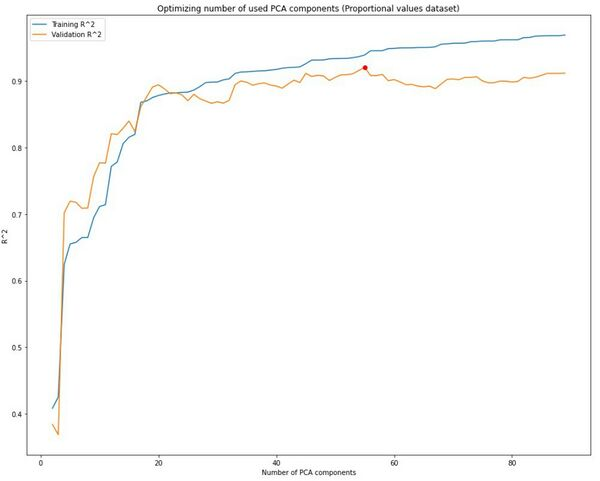 Optimizing number of used PCA components (Proportional values dataset)
Training R^2
Validation R^2
0.9
0.8
0.7
0.6
0.5
0.4
R^2
0 20 40 60 80
Number of PCA components